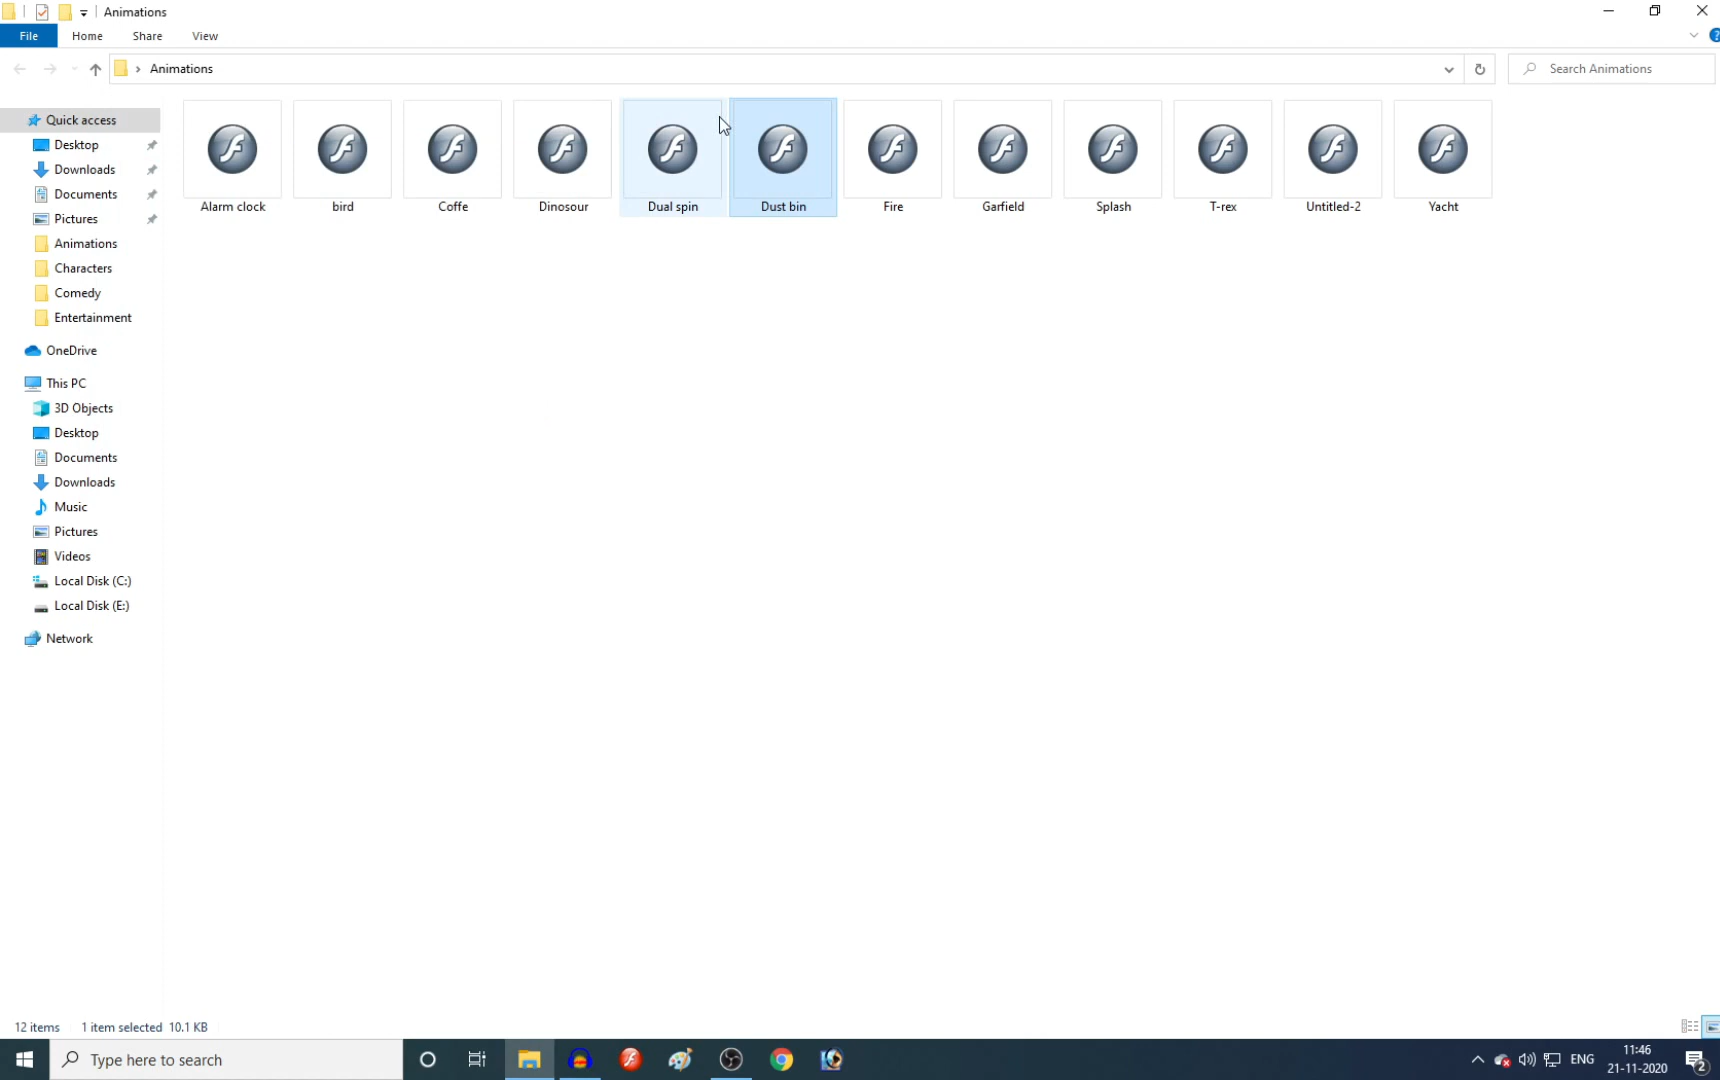 Animations
File Home Share View
Animations
Search Animations
Quick access
Desktop
Downloads
Documents
Pictures
Animations
Characters
Comedy
Entertainment
OneDrive
This PC
3D Objects
Desktop
Documents
Downloads
Music
Pictures
Videos
Local Disk (C:)
Local Disk (E:)
Network
Alarm clock bird Coffe Dinosour Dual spin Dust bin Fire Garfield Splash T-rex Untitled-2 Yacht
12 items 1 item selected 10.1 KB
Type here to search
ENG
11:46
21-11-2020
2